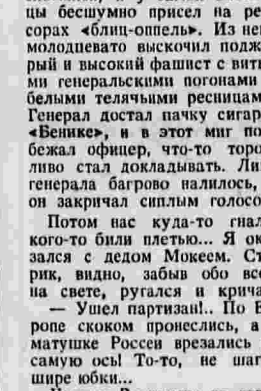 цы бесшумно присел на ре
сорах «блиц-оппель». Из не
молодцевато выскочил подж
рый и высокий фашист с вит
ми генеральскими погонами
белыми телячьими ресницам
Генерал достал пачку сигар
«Бенике», и в этот миг по
бежал офицер, что-то торо
ливо стал докладывать. Ли
генерала багрово налилось,
он закричал сиплым голосо
Потом нас куда-то гнал
кого-то били плетью... Я ок
зался с дедом Мокеем. Ст
рик, видно, забыв обо все
на свете, ругался и крича
— Ушел партизан!.. По Е
ропе скоком пронеслись, а
матушке России врезались
самую ось! То-то, не шаг
шире юбки...